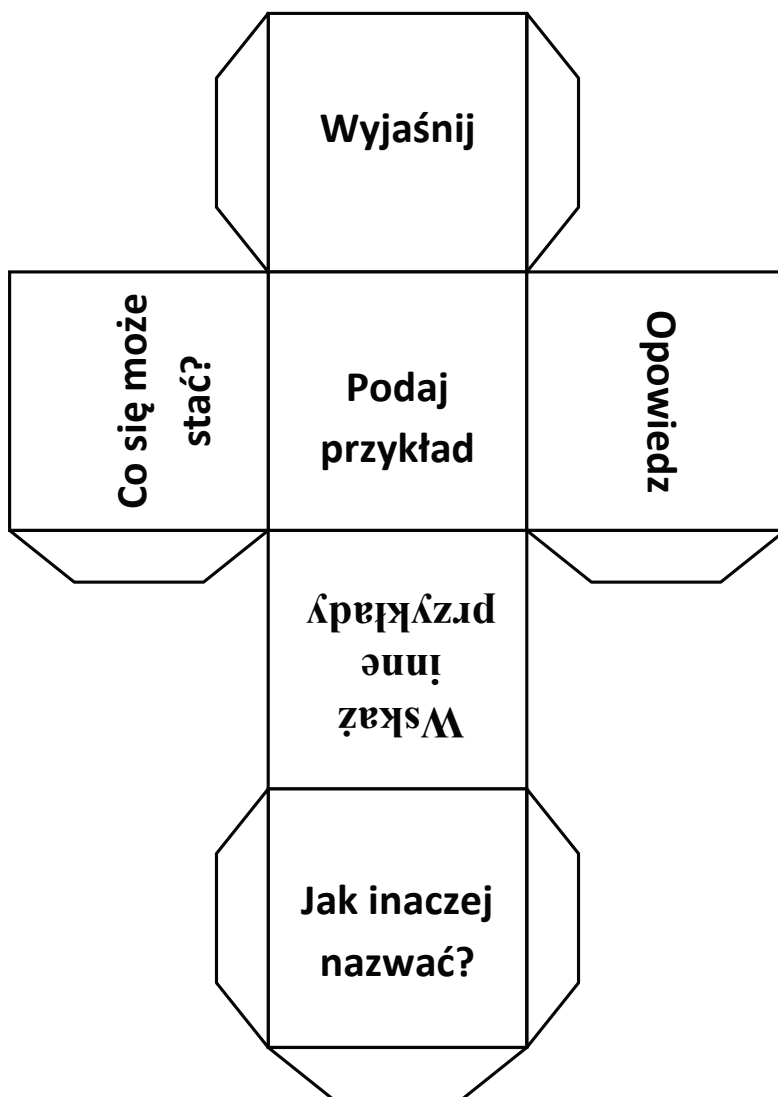 Wyjaśnij
Co się może
stać?
Podaj
przykład
Opowiedz
Wskaż
inne
przykłady
Jak inaczej
nazwać?